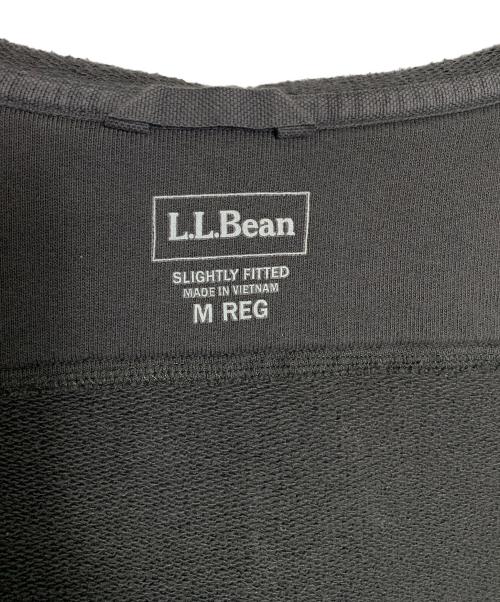 L.L.Bean
SLIGHTLY FITTED
MADE IN VIETNAM
M REG